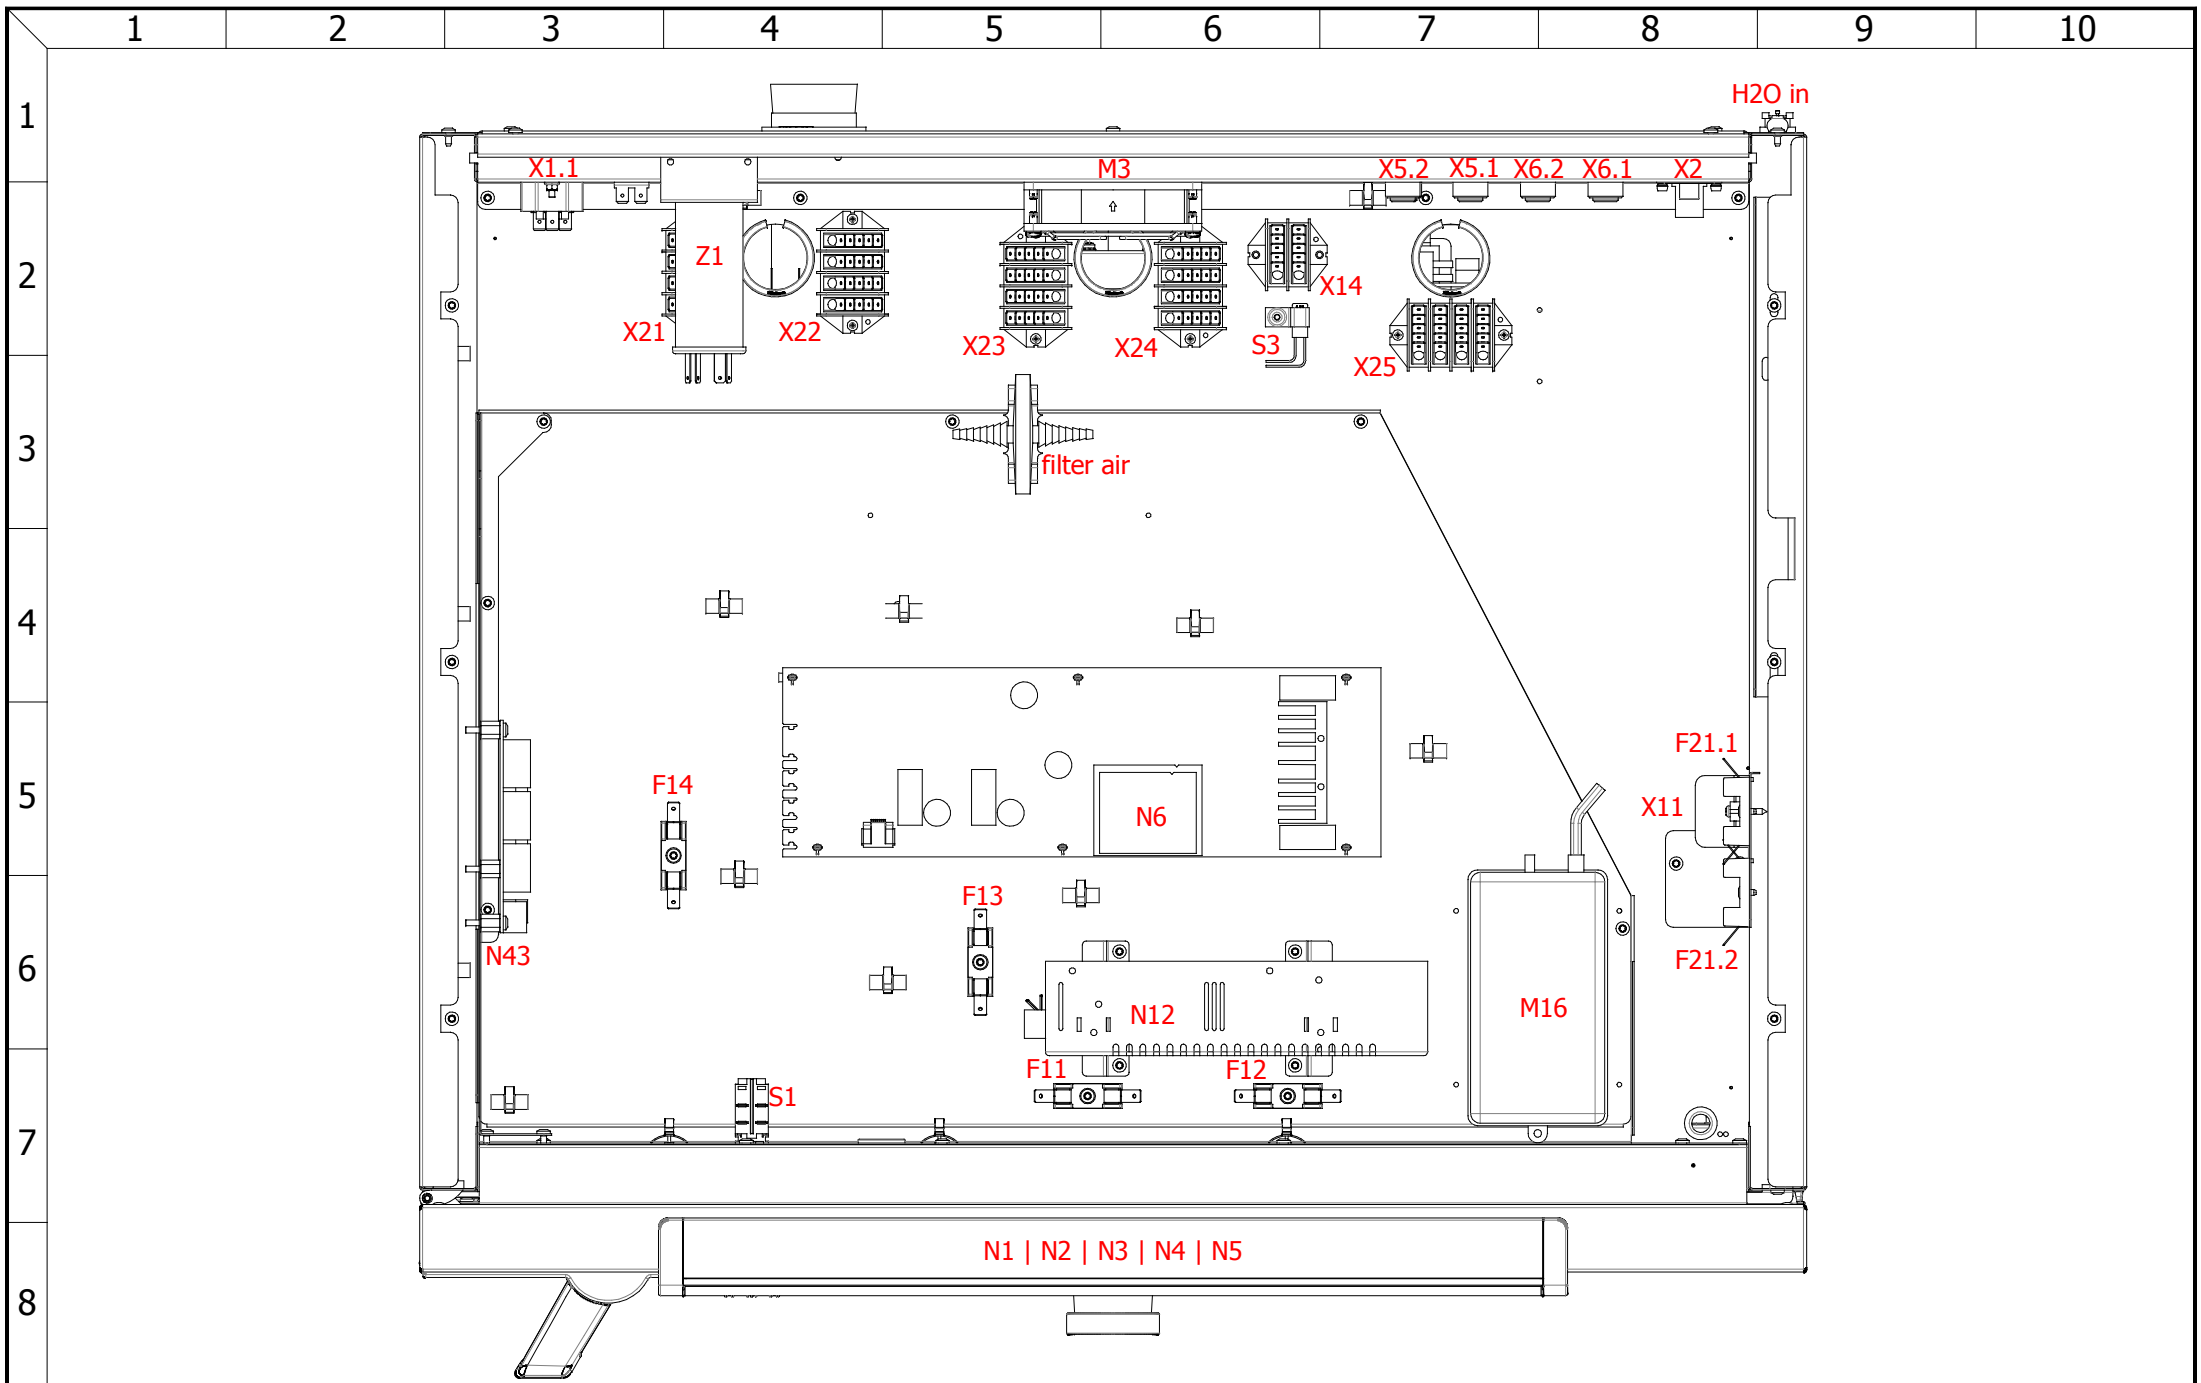 1 2 3 4 5 6 7 8 9 10
1
H2O in
X1.1 M3 X5.2 X5.1 X6.2 X6.1 X2
2
Z1
X14
X21 X22 X23 X24 S3
X25
3
filter air
4
F21.1
5
F14
X11
N6
F13
N43
F21.2
6
M16
N12
F11 F12
S1
7
N1 | N2 | N3 | N4 | N5
8